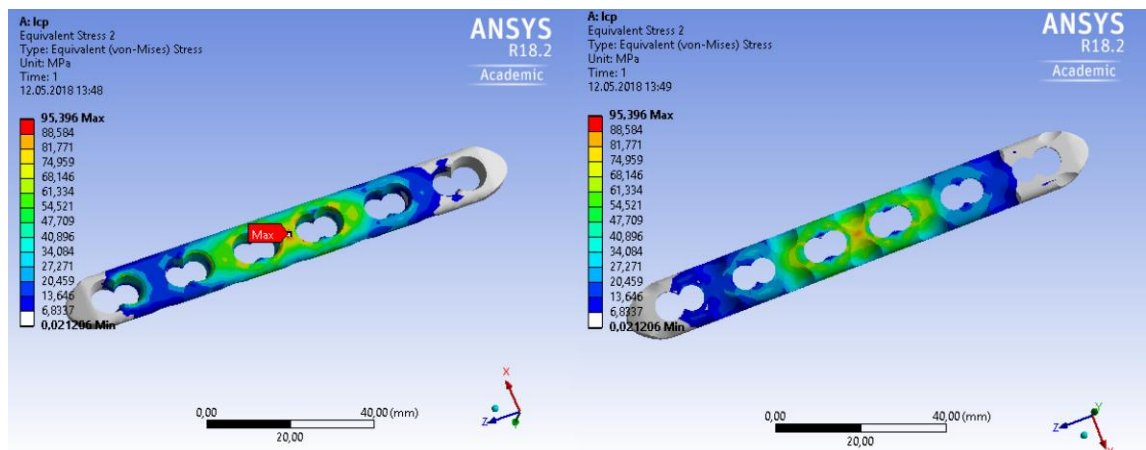 A: lcp
Equivalent Stress 2
Type: Equivalent (von-Mises) Stress
Unit: MPa
Time: 1
12.05.2018 13:48
ANSYS
R18.2
Academic
95,396 Max
88,584
81,771
74,959
68,146
61,334
54,521
47,709
40,896
34,084
27,271
20,459
13,646
6,8337
0,021206 Min
Max
X
Z
Y
0,00
40,00 (mm)
20,00
A: lcp
Equivalent Stress 2
Type: Equivalent (von-Mises) Stress
Unit: MPa
Time: 1
12.05.2018 13:49
ANSYS
R18.2
Academic
95,396 Max
88,584
81,771
74,959
68,146
61,334
54,521
47,709
40,896
34,084
27,271
20,459
13,646
6,8337
0,021206 Min
0,00
40,00 (mm)
20,00
Y
Z
X